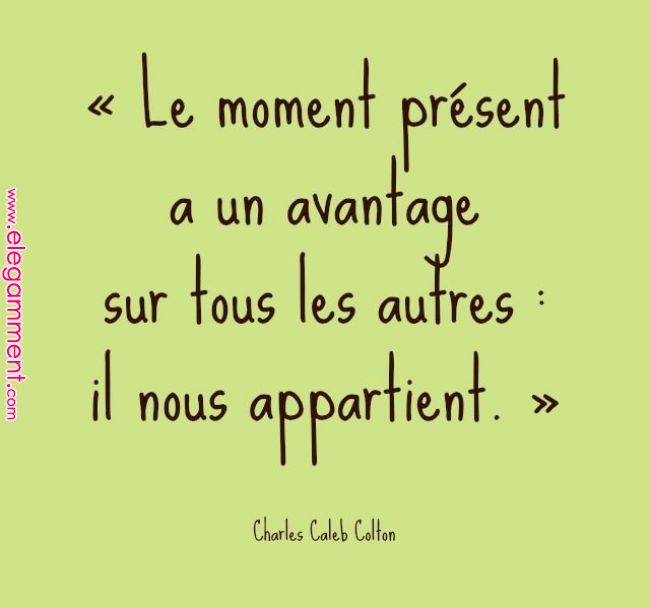 « Le moment présent
a un avantage
sur tous les autres :
il nous appartient. »
Charles Caleb Colton
www.elegamment.com